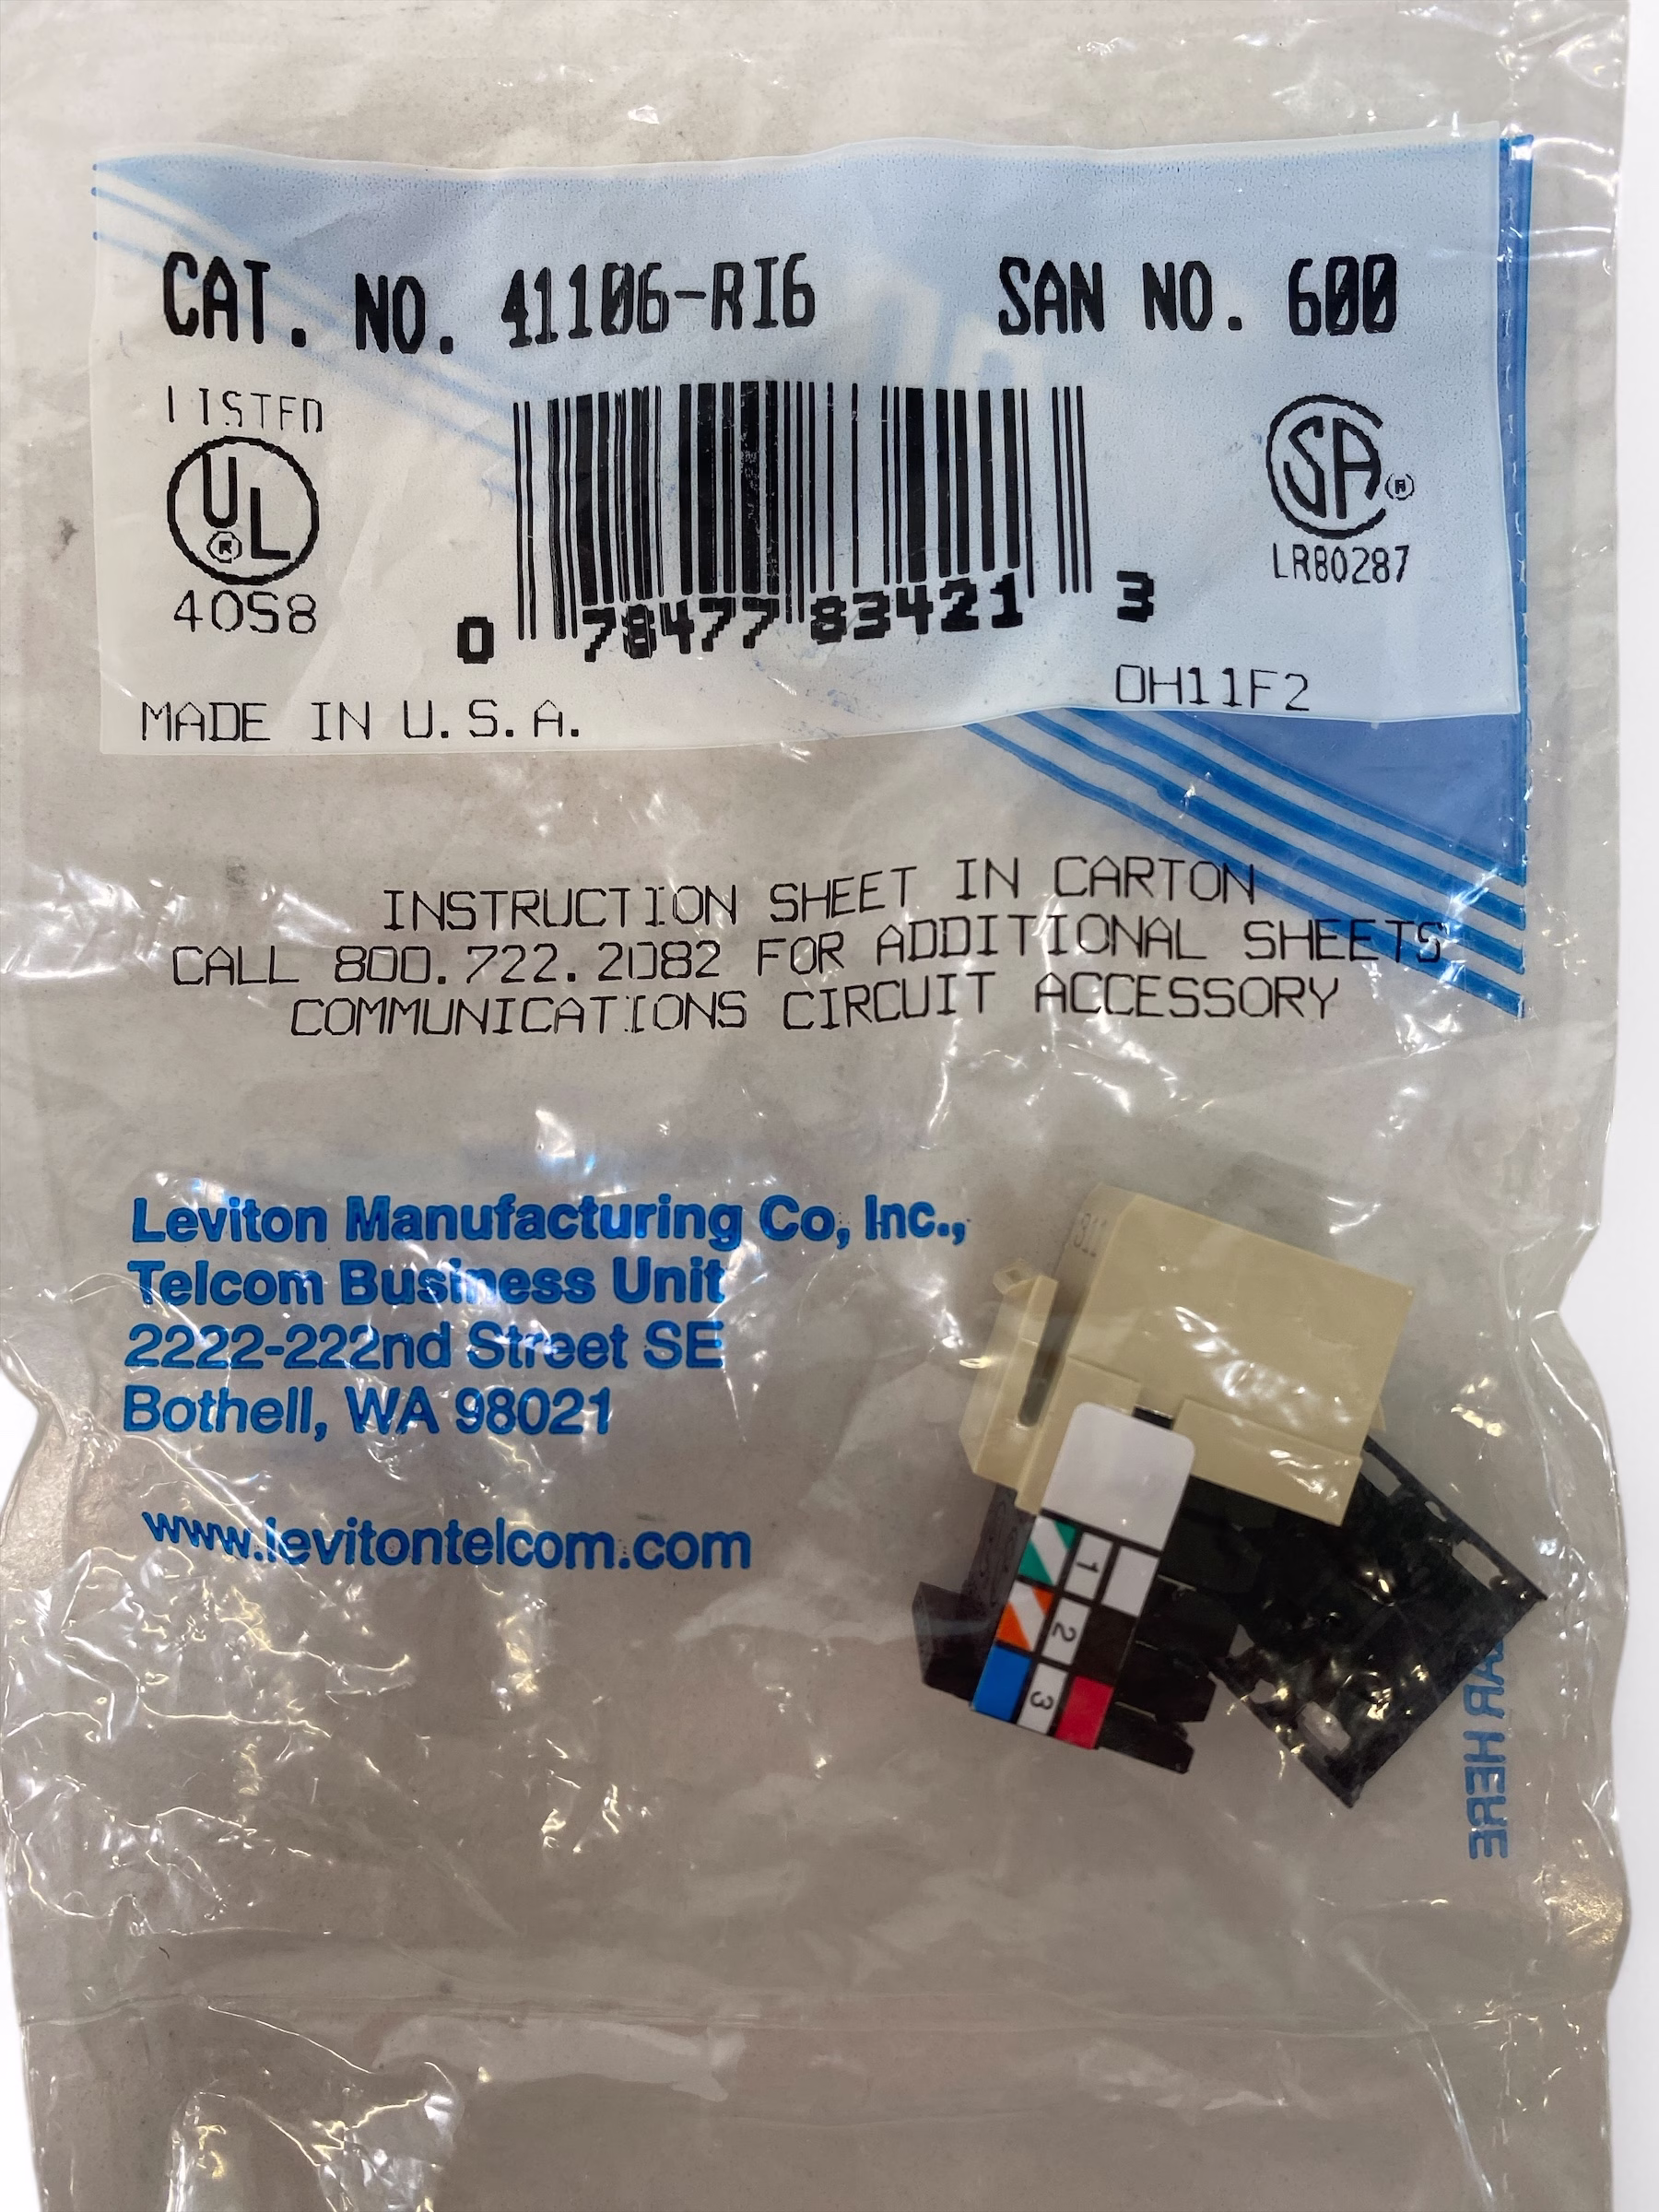 CAT. NO. 41106-RI6 SAN NO. 600
LISTED
UL
®
4058
SA ®
LR80287
0 78477 83421 3
OH11F2
MADE IN U.S.A.
INSTRUCTION SHEET IN CARTON
CALL 800.722.2082 FOR ADDITIONAL SHEETS
COMMUNICATIONS CIRCUIT ACCESSORY
Leviton Manufacturing Co, Inc.,
Telcom Business Unit
2222-222nd Street SE
Bothell, WA 98021
www.levitontelcom.com
1
2
3
HERE